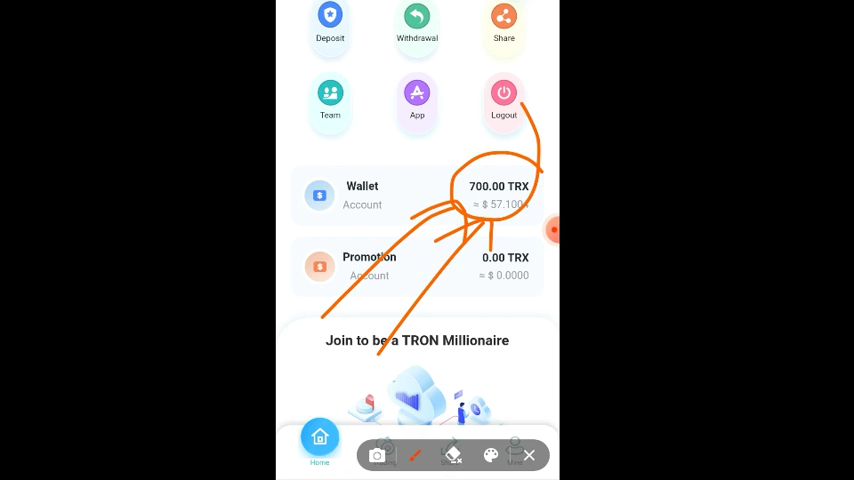 Deposit
Withdrawal
Share
Team
App
Logout
Wallet
700.00 TRX
Account
≈ $ 57.1004
Promotion
0.00 TRX
Account
≈ $ 0.0000
Join to be a TRON Millionaire
Home